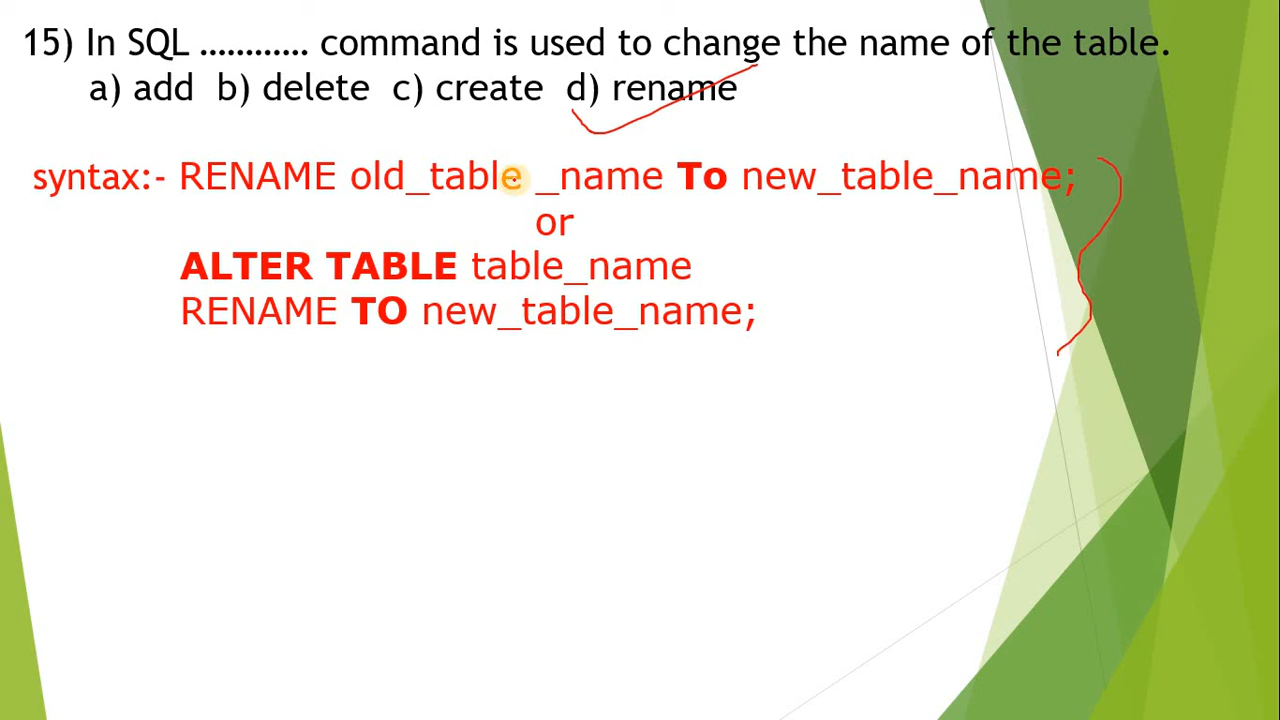 15) In SQL ............ command is used to change the name of the table.
a) add b) delete c) create d) rename
syntax:- RENAME old_table _name To new_table_name;
or
ALTER TABLE table_name
RENAME TO new_table_name;